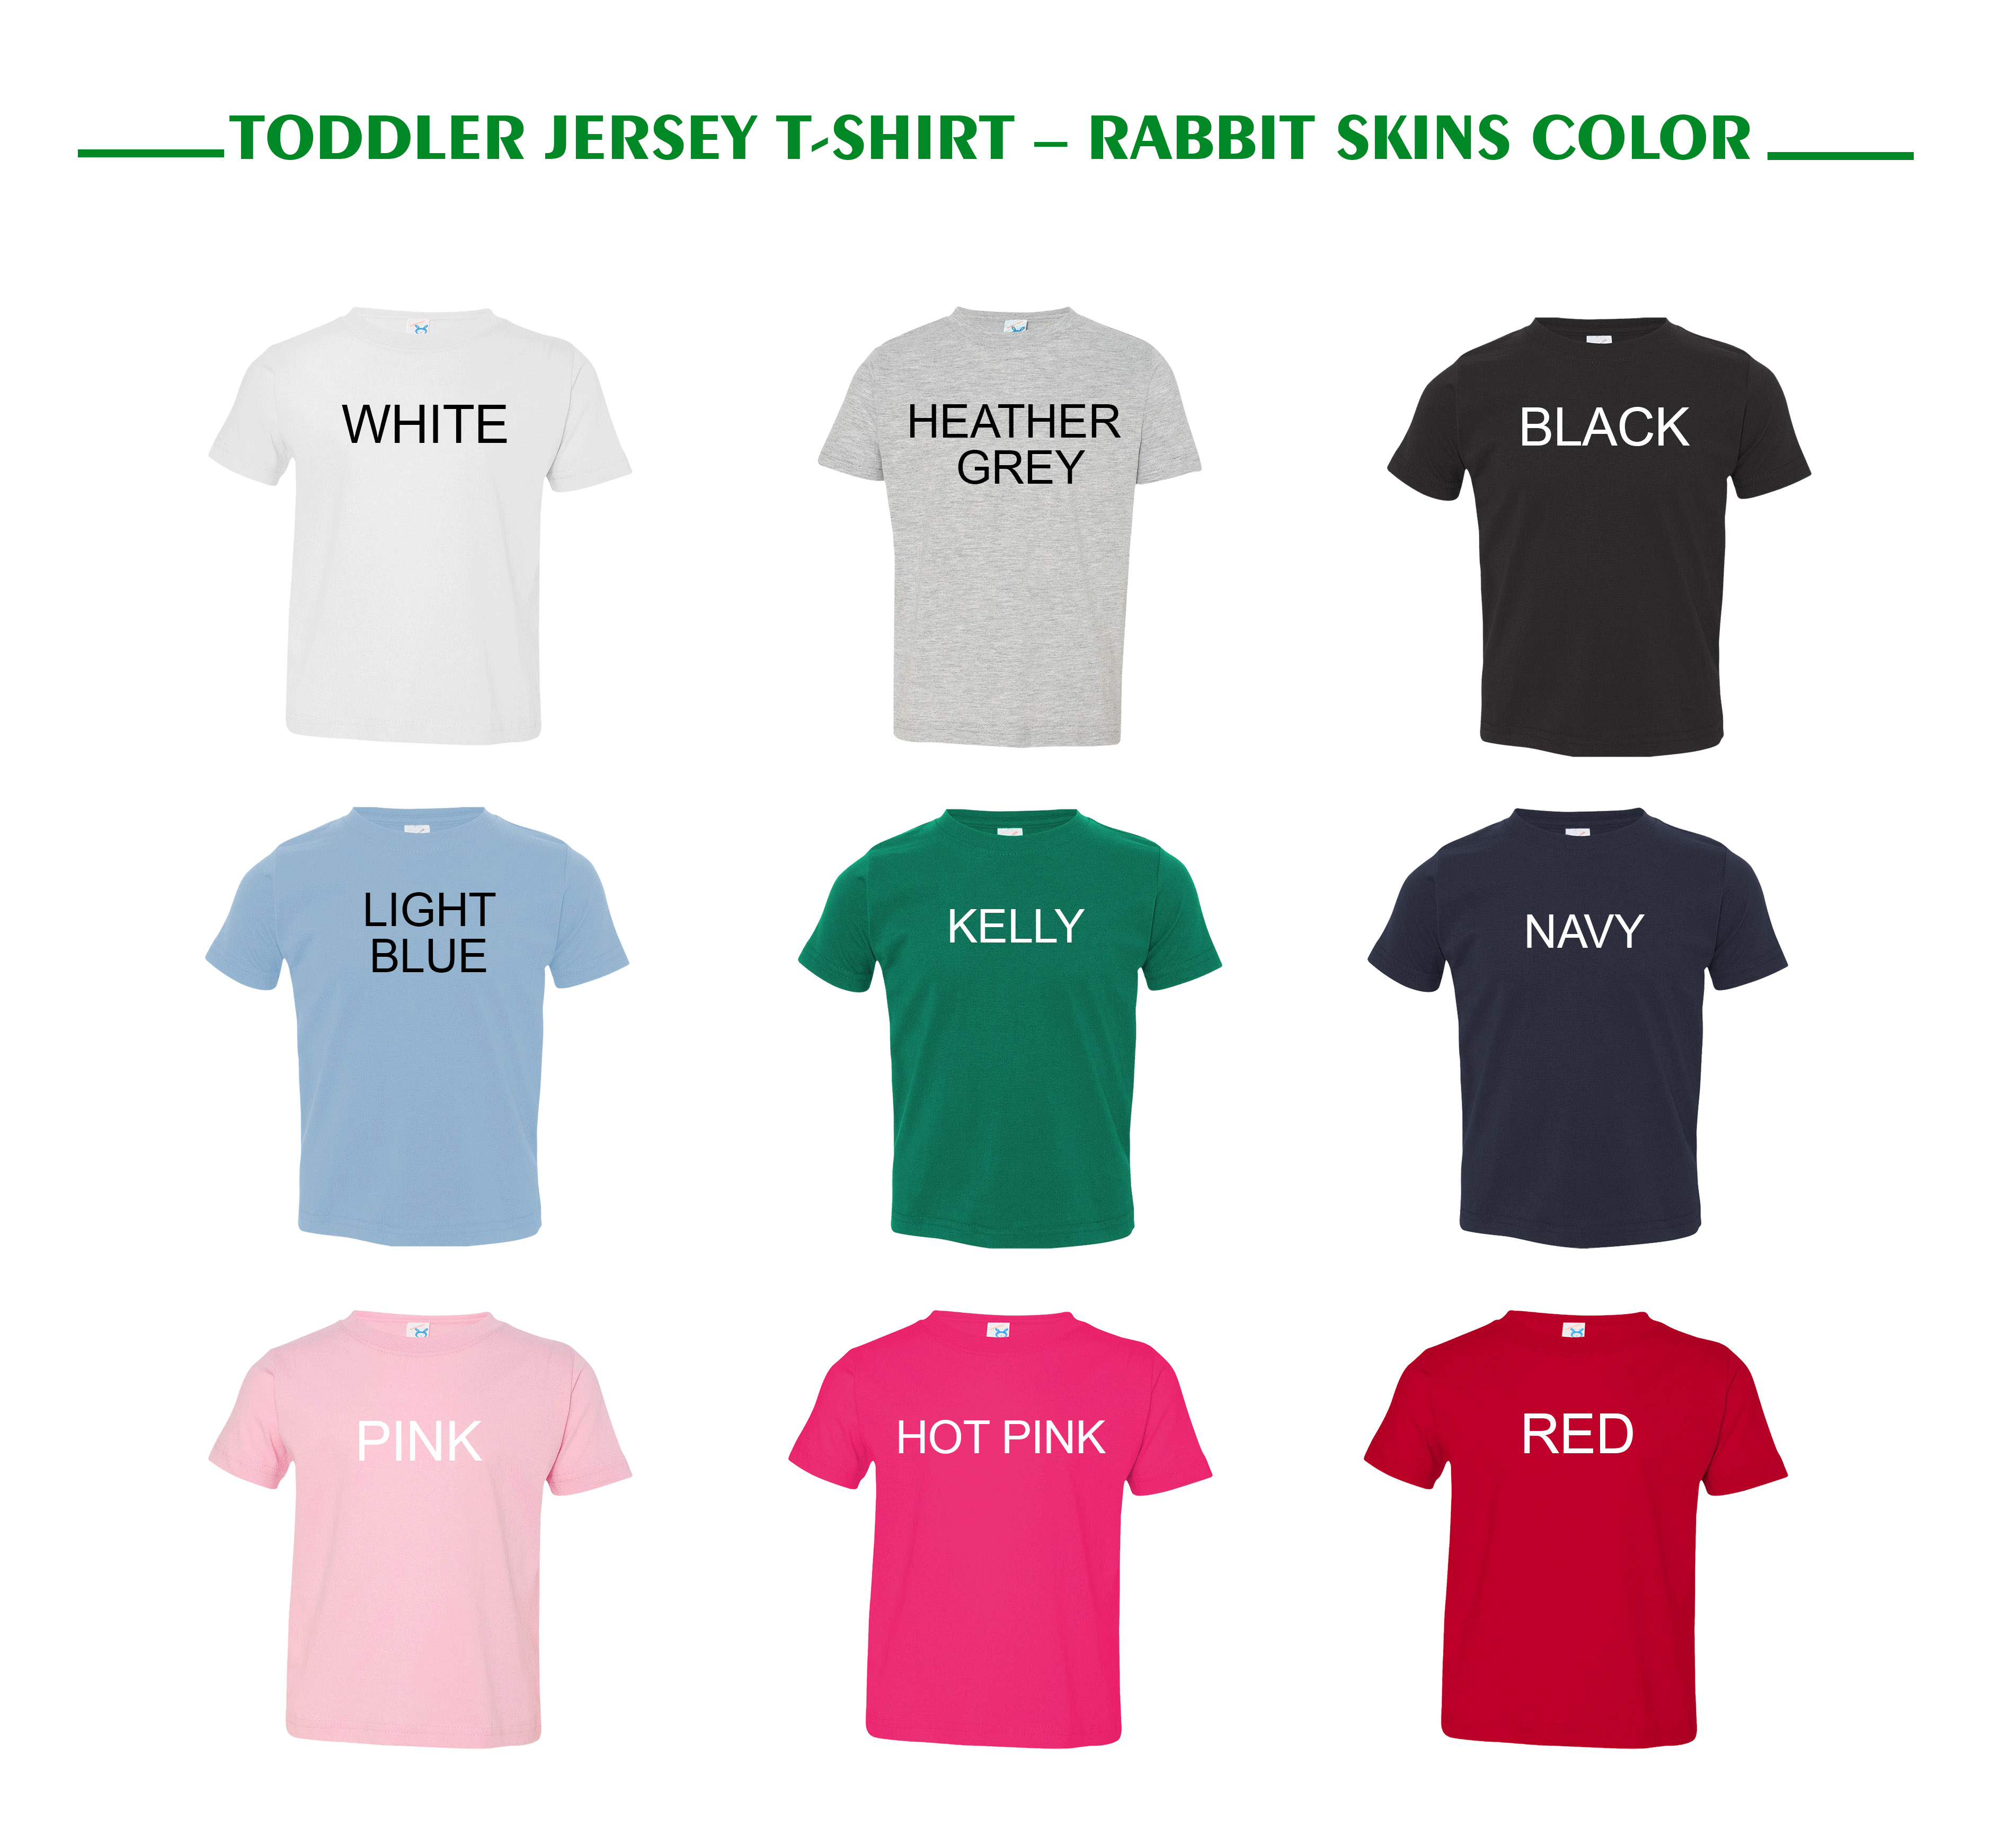 TODDLER JERSEY T-SHIRT – RABBIT SKINS COLOR
WHITE
HEATHER
GREY
BLACK
LIGHT
BLUE
KELLY
NAVY
PINK
HOT PINK
RED